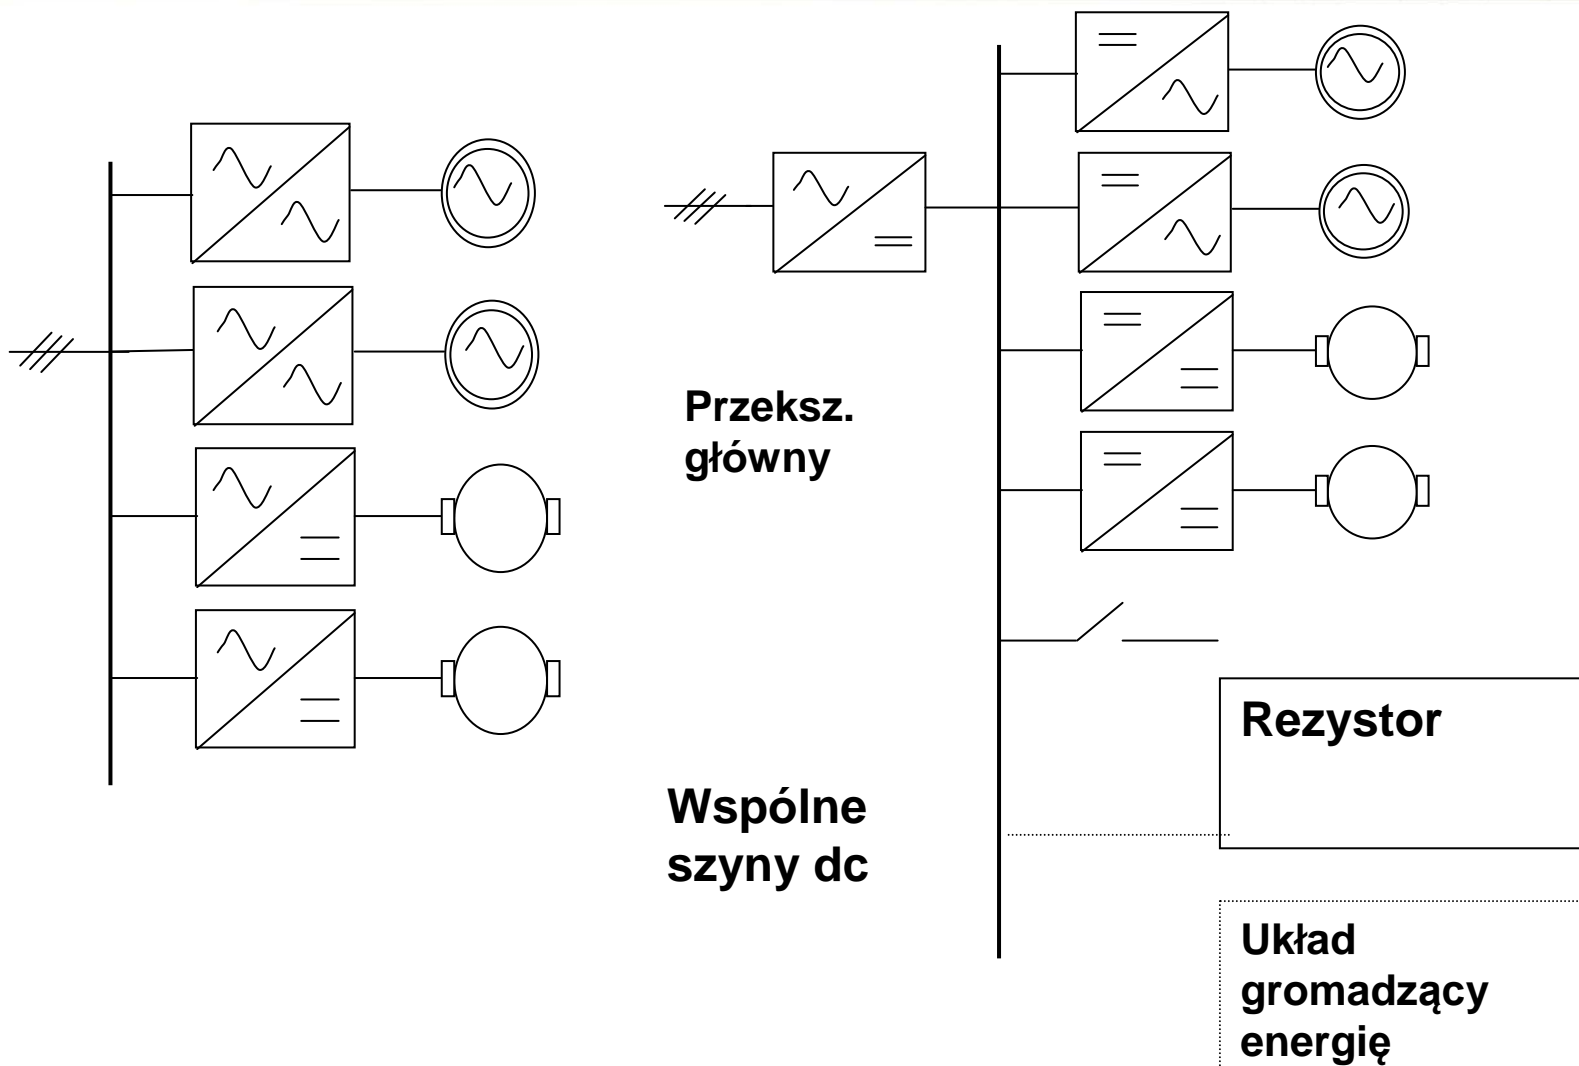 Przeksz.
główny
Wspólne
szyny dc
Rezystor
Układ
gromadzący
energię